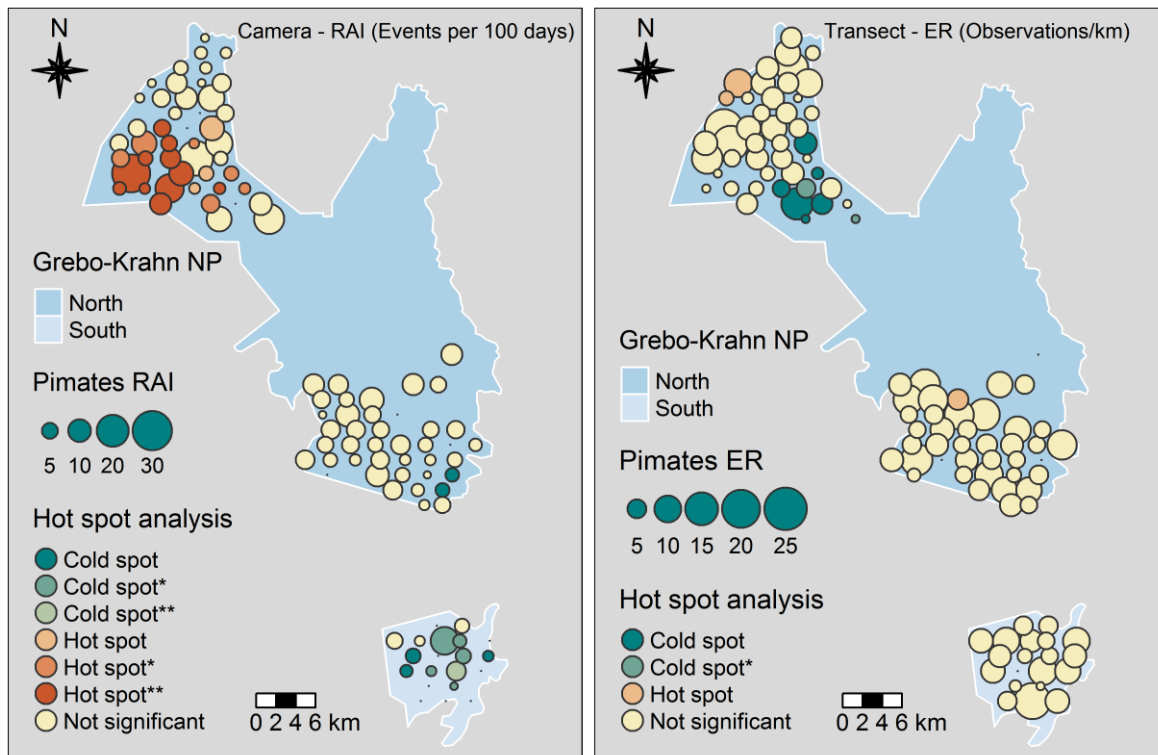 N
Camera - RAI (Events per 100 days)
Grebo-Krahn NP
North
South
Pimates RAI
5 10 20 30
Hot spot analysis
Cold spot
Cold spot*
Cold spot**
Hot spot
Hot spot*
Hot spot**
Not significant
0 2 4 6 km
N
Transect - ER (Observations/km)
Grebo-Krahn NP
North
South
Pimates ER
5 10 15 20 25
Hot spot analysis
Cold spot
Cold spot*
Hot spot
Not significant
0 2 4 6 km